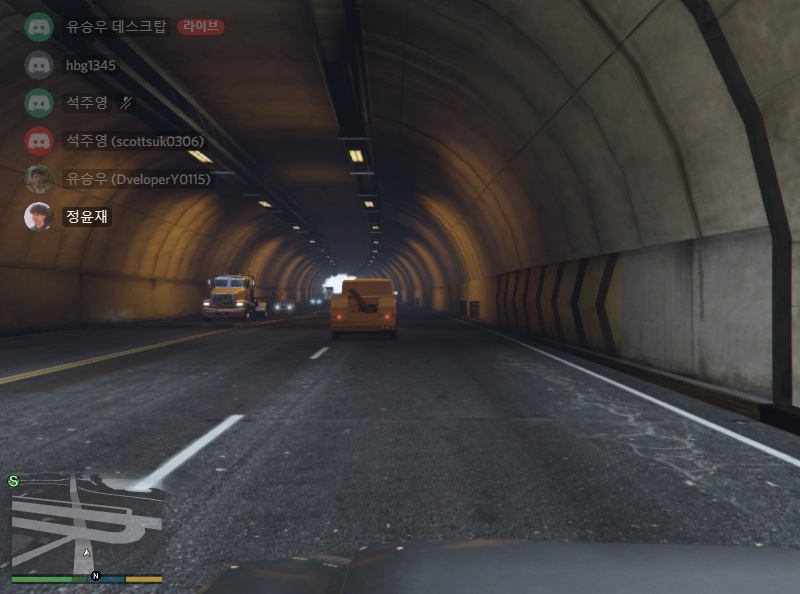 유승우 데스크탑 라이브
hbg1345
석주영
석주영 (scottsuk0306)
유승우 (DveloperY0115)
정윤재
S
N